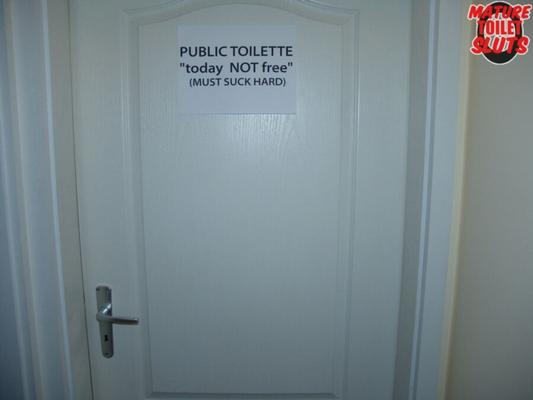 PUBLIC TOILETTE
"today NOT free"
(MUST SUCK HARD)
MATURE
TOILET
SLUTS